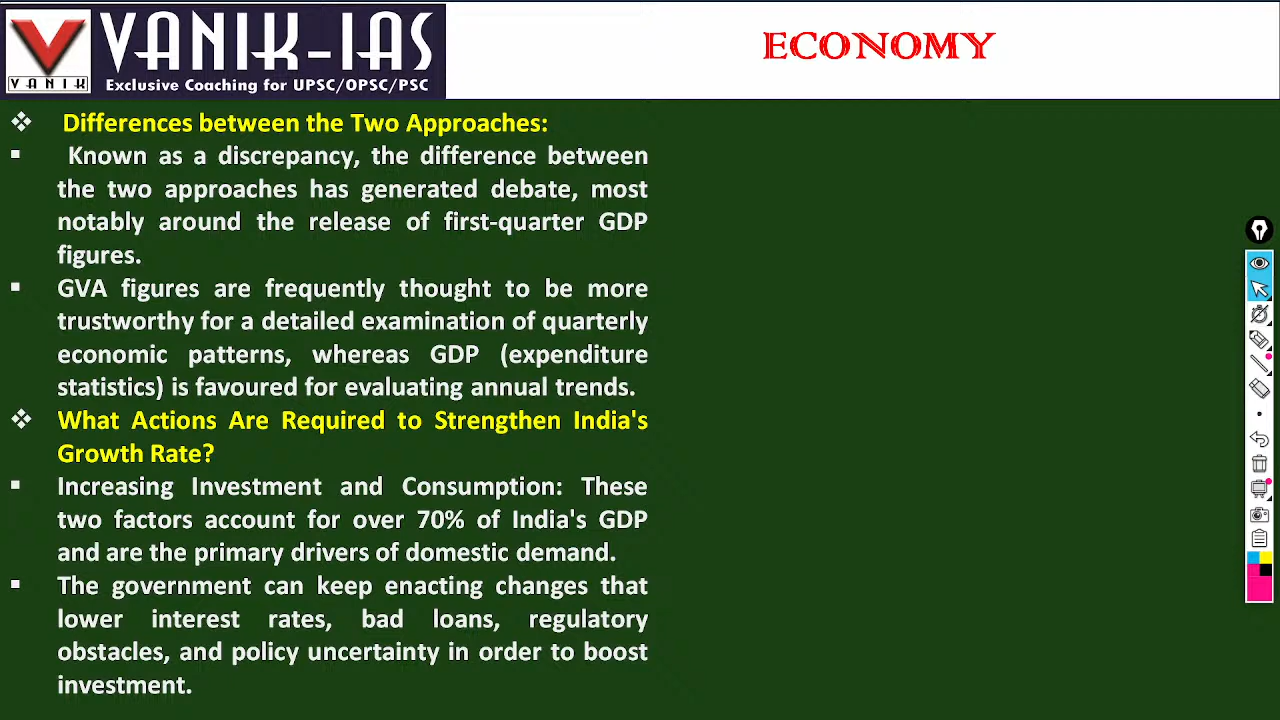 VANIK-IAS
VANIK
Exclusive Coaching for UPSC/OPSC/PSC
ECONOMY
❖ Differences between the Two Approaches:
▪ Known as a discrepancy, the difference between
the two approaches has generated debate, most
notably around the release of first-quarter GDP
figures.
▪ GVA figures are frequently thought to be more
trustworthy for a detailed examination of quarterly
economic patterns, whereas GDP (expenditure
statistics) is favoured for evaluating annual trends.
❖ What Actions Are Required to Strengthen India's
Growth Rate?
▪ Increasing Investment and Consumption: These
two factors account for over 70% of India's GDP
and are the primary drivers of domestic demand.
▪ The government can keep enacting changes that
lower interest rates, bad loans, regulatory
obstacles, and policy uncertainty in order to boost
investment.